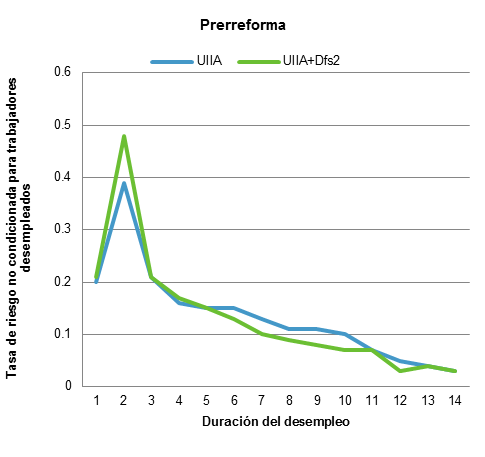 Prerreforma
UIIA
UIIA+Dfs2
Tasa de riesgo no condicionada para trabajadores
desempleados
0.6
0.5
0.4
0.3
0.2
0.1
0
1 2 3 4 5 6 7 8 9 10 11 12 13 14
Duración del desempleo